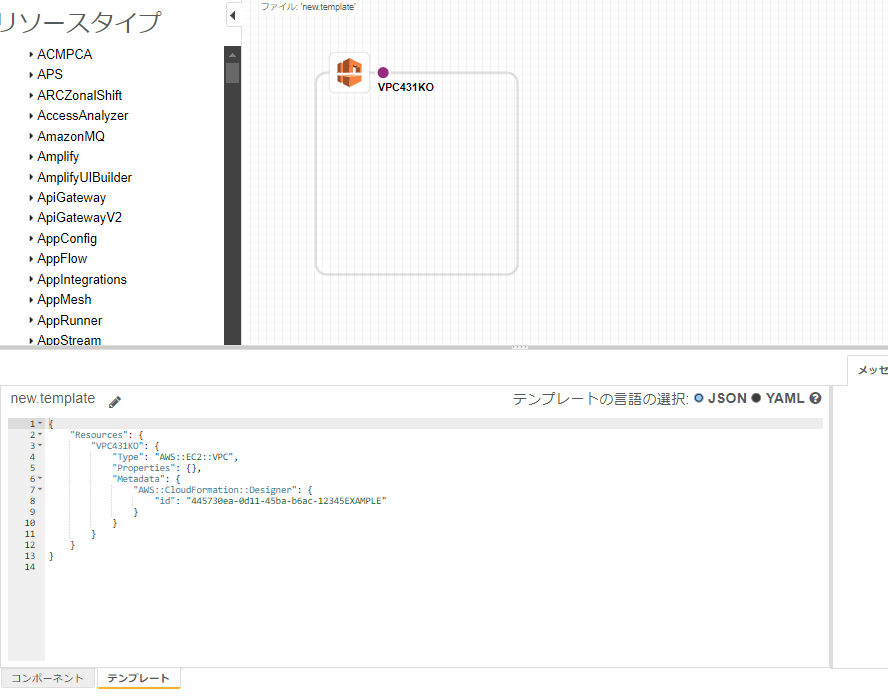 リソースタイプ
ACMPCA
APS
ARCZonalShift
AccessAnalyzer
AmazonMQ
Amplify
AmplifyUIBuilder
ApiGateway
ApiGatewayV2
AppConfig
AppFlow
AppIntegrations
AppMesh
AppRunner
AppStream
ファイル: 'new.template'
VPC431KO
メッセ
new.template
テンプレートの言語の選択: JSON YAML ?
1 {
2 "Resources": {
3 "VPC431KO": {
4 "Type": "AWS::EC2::VPC",
5 "Properties": {},
6 "Metadata": {
7 "AWS::CloudFormation::Designer": {
8 "id": "445730ea-0d11-45ba-b6ac-12345EXAMPLE"
9 }
10 }
11 }
12 }
13 }
14
コンポーネント テンプレート